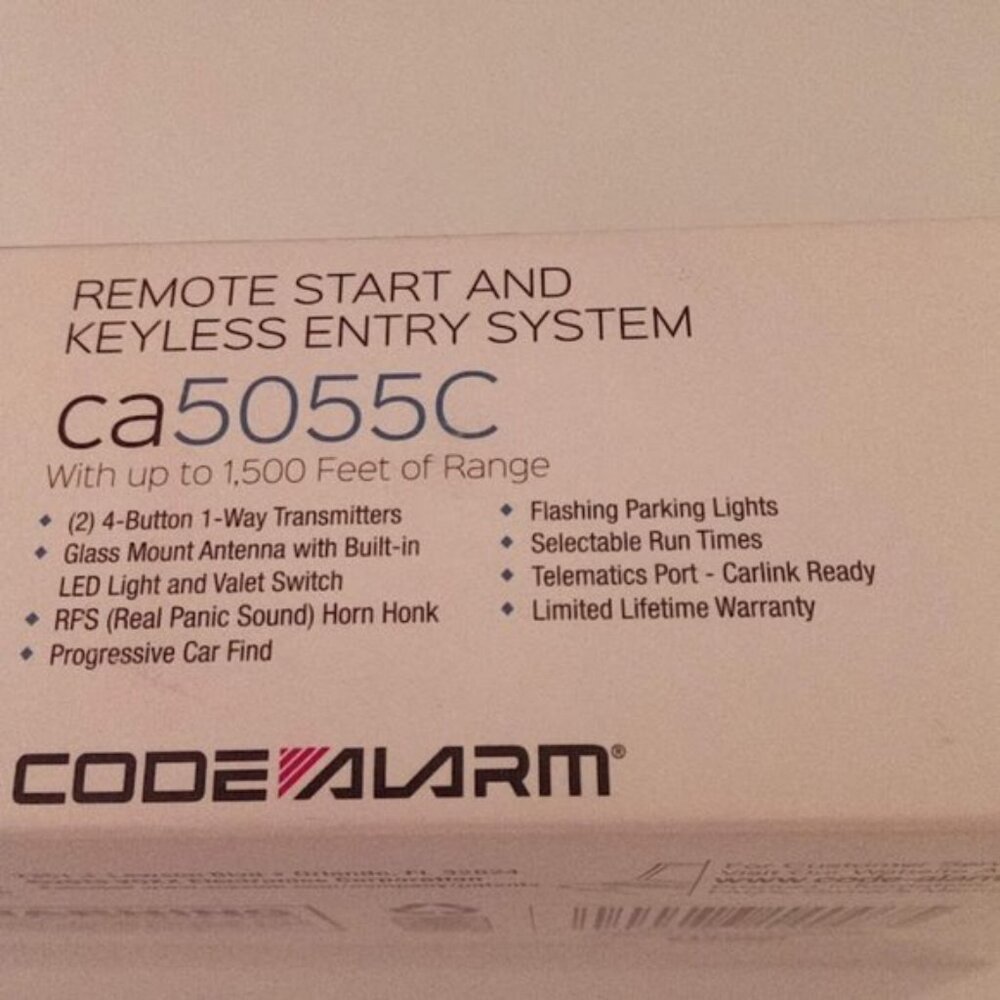 REMOTE START AND
KEYLESS ENTRY SYSTEM
ca5055C
With up to 1,500 Feet of Range
(2) 4-Button 1-Way Transmitters
Glass Mount Antenna with Built-in
LED Light and Valet Switch
RPS (Real Panic Sound) Horn Honk
Progressive Car Find
Flashing Parking Lights
Selectable Run Times
Telematics Port - Carlink Ready
Limited Lifetime Warranty
CODE ALARM®